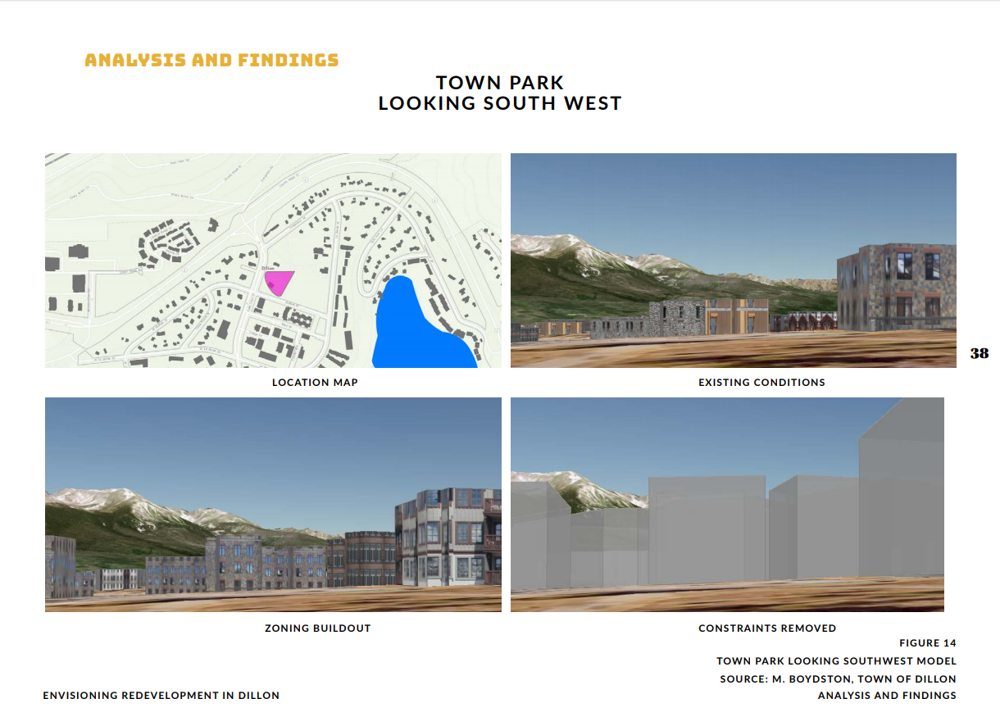 ANALYSIS AND FINDINGS
TOWN PARK
LOOKING SOUTH WEST
Dillon
LOCATION MAP
EXISTING CONDITIONS
38
ZONING BUILDOUT
CONSTRAINTS REMOVED
FIGURE 14
TOWN PARK LOOKING SOUTHWEST MODEL
SOURCE: M. BOYDSTON, TOWN OF DILLON
ENVISIONING REDEVELOPMENT IN DILLON
ANALYSIS AND FINDINGS